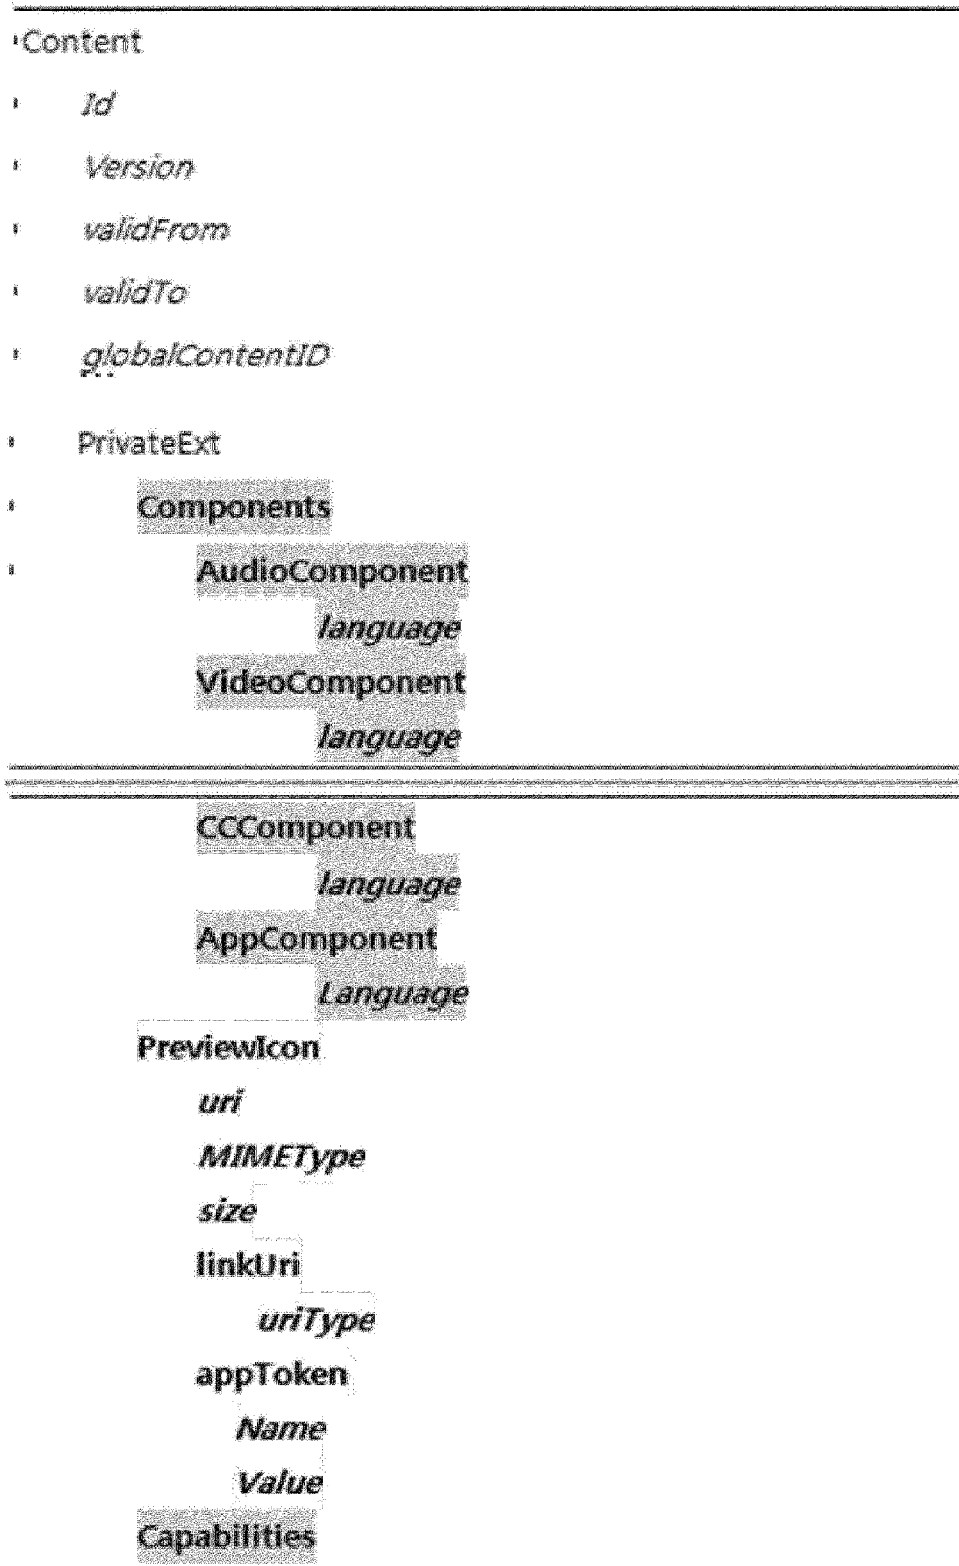 Content
Id
Version
validFrom
validTo
globalContentID
...
PrivateExt
Components
AudioComponent
language
VideoComponent
language
CCComponent
language
AppComponent
Language
PreviewIcon
uri
MIMEType
size
linkUri
uriType
appToken
Name
Value
Capabilities